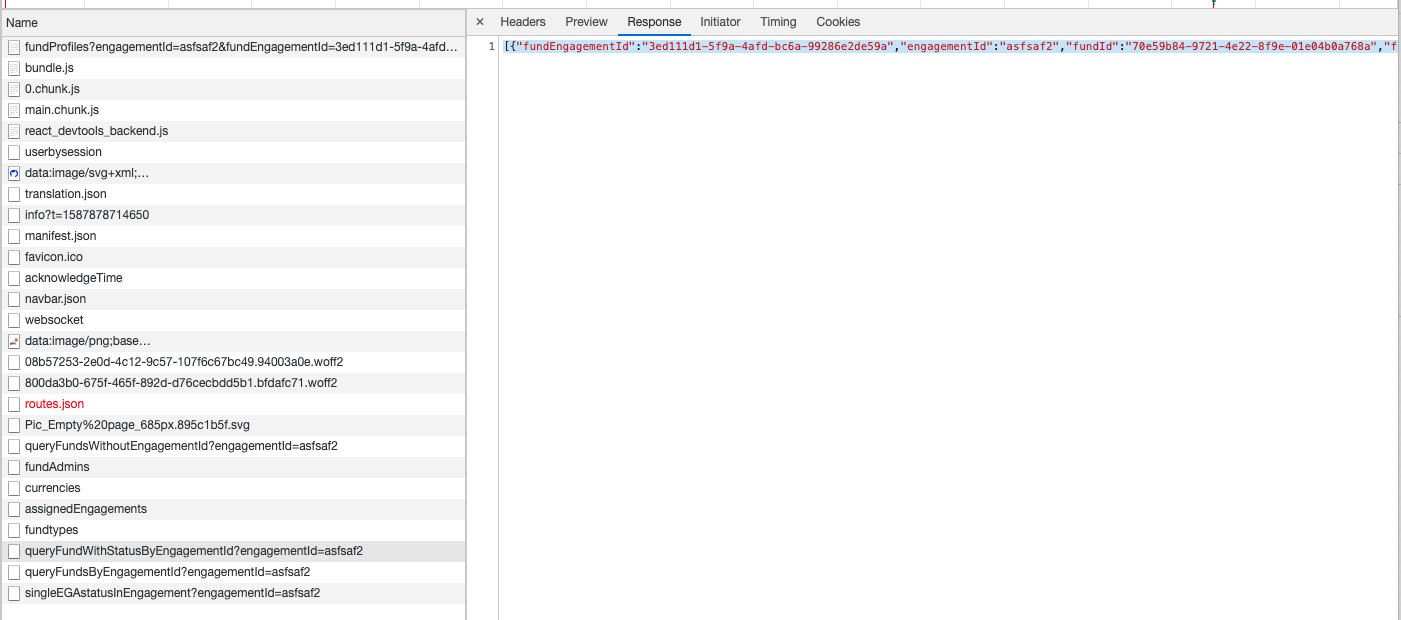 Name
fundProfiles?engagementId=asfsaf2&fundEngagementId=3ed111d1-5f9a-4afd…
bundle.js
0.chunk.js
main.chunk.js
react_devtools_backend.js
userbysession
data:image/svg+xml;…
translation.json
info?t=1587878714650
manifest.json
favicon.ico
acknowledgeTime
navbar.json
websocket
data:image/png;base…
08b57253-2e0d-4c12-9c57-107f6c67bc49.94003a0e.woff2
800da3b0-675f-465f-892d-d76cecbdd5b1.bfdafc71.woff2
routes.json
Pic_Empty%20page_685px.895c1b5f.svg
queryFundsWithoutEngagementId?engagementId=asfsaf2
fundAdmins
currencies
assignedEngagements
fundtypes
queryFundWithStatusByEngagementId?engagementId=asfsaf2
queryFundsByEngagementId?engagementId=asfsaf2
singleEGAstatusInEngagement?engagementId=asfsaf2
× Headers Preview Response Initiator Timing Cookies
1 [{"fundEngagementId":"3ed111d1-5f9a-4afd-bc6a-99286e2de59a","engagementId":"asfsaf2","fundId":"70e59b84-9721-4e22-8f9e-01e04b0a768a","f